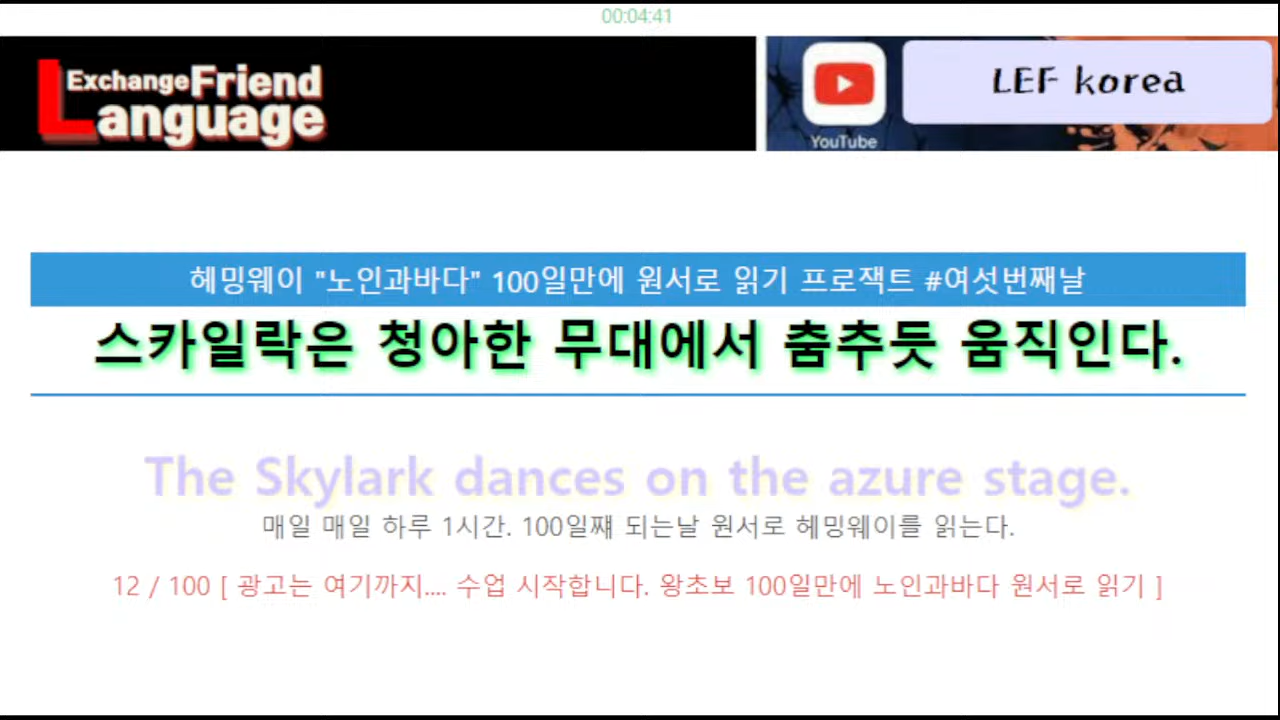 00:04:41
ExchangeFriend
Language
YouTube
LEF korea
헤밍웨이 "노인과바다" 100일만에 원서로 읽기 프로잭트 #여섯번째날
스카일락은 청아한 무대에서 춤추듯 움직인다.
The Skylark dances on the azure stage.
매일 매일 하루 1시간. 100일쨰 되는날 원서로 헤밍웨이를 읽는다.
12 / 100 [ 광고는 여기까지.... 수업 시작합니다. 왕초보 100일만에 노인과바다 원서로 읽기 ]